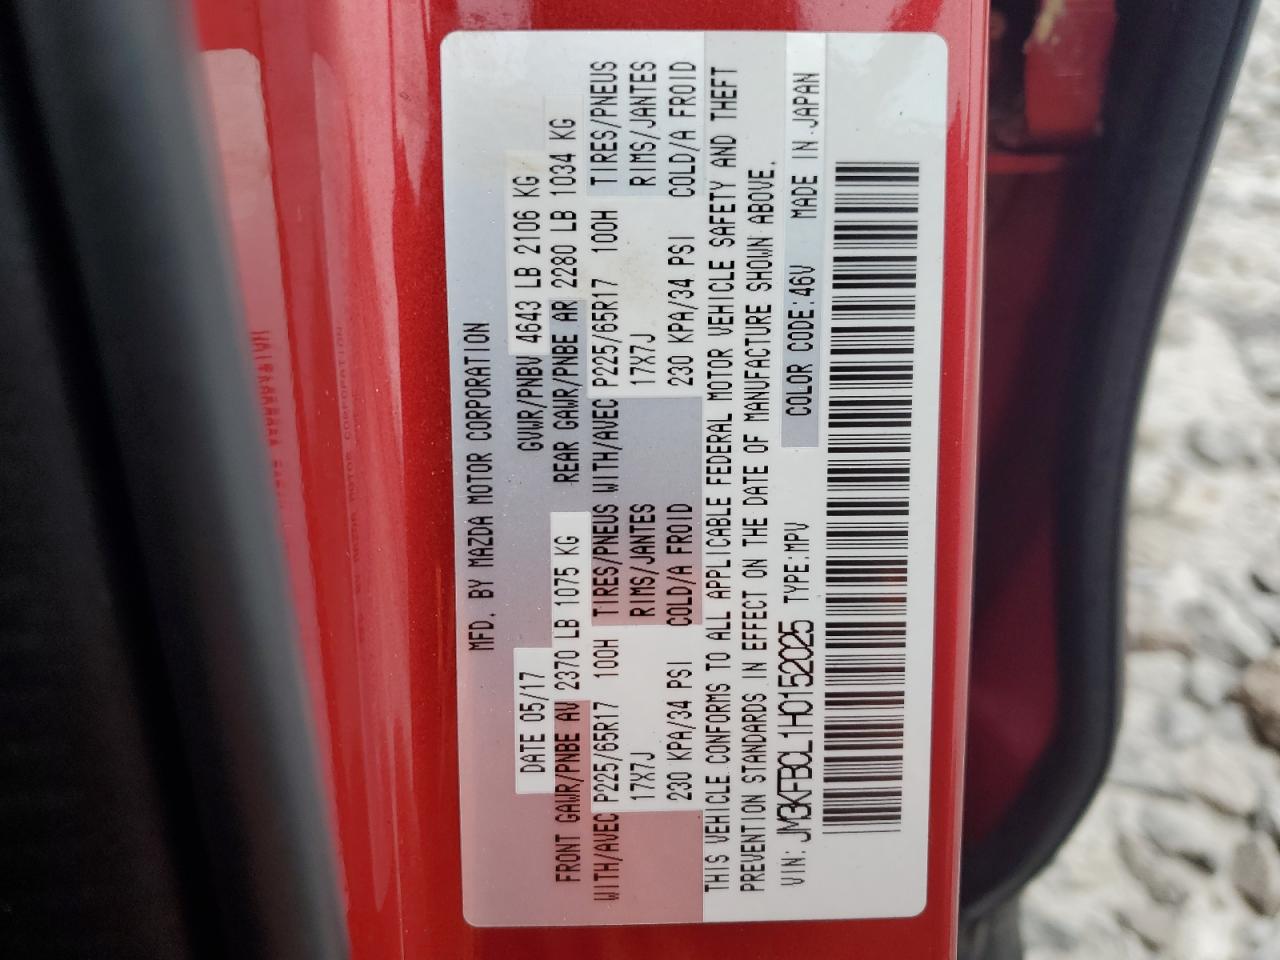 MFD. BY MAZDA MOTOR CORPORATION
DATE 05/17 GVWR/PNBV 4643 LB 2106 KG
FRONT GAWR/PNBE AV 2370 LB 1075 KG REAR GAWR/PNBE AR 2280 LB 1034 KG
WITH/AVEC P225/65R17 100H TIRES/PNEUS WITH/AVEC P225/65R17 100H TIRES/PNEUS
17X7J RIMS/JANTES 17X7J RIMS/JANTES
230 KPA/34 PSI COLD/A FROID 230 KPA/34 PSI COLD/A FROID
THIS VEHICLE CONFORMS TO ALL APPLICABLE FEDERAL MOTOR VEHICLE SAFETY AND THEFT
PREVENTION STANDARDS IN EFFECT ON THE DATE OF MANUFACTURE SHOWN ABOVE.
VIN: JM3KFBCL1H0152025 TYPE:MPV COLOR CODE:46V MADE IN JAPAN